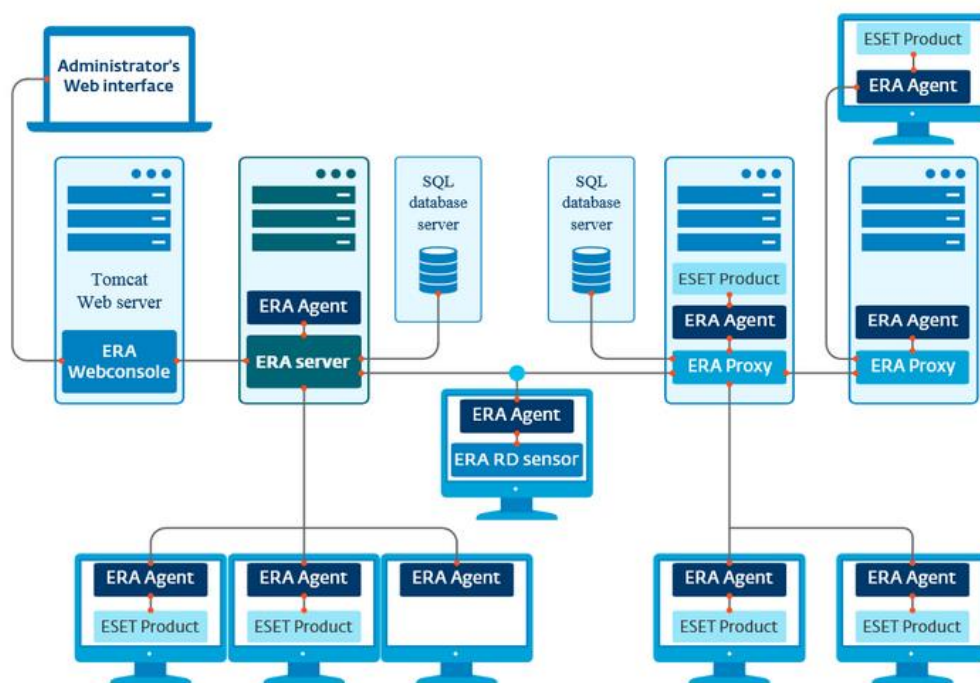 Administrator's
Web interface
ESET Product
ERA Agent
Tomcat
Web server
ERA
Webconsole
ERA Agent
ERA server
SQL
database
server
SQL
database
server
ESET Product
ERA Agent
ERA Proxy
ERA Agent
ERA Proxy
ERA Agent
ERA RD sensor
ERA Agent
ESET Product
ERA Agent
ESET Product
ERA Agent
ERA Agent
ESET Product
ERA Agent
ESET Product